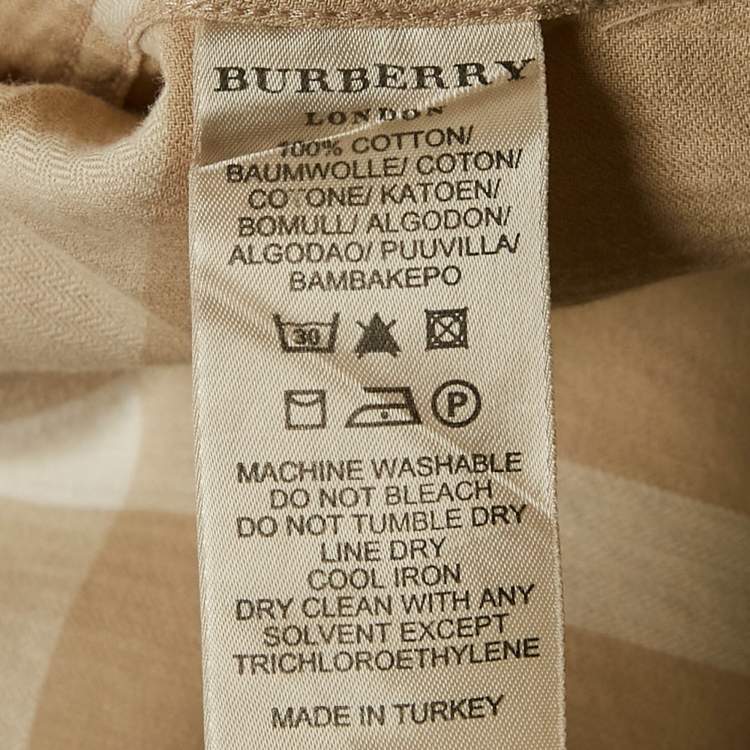 BURBERRY
LONDON
100% COTTON/
BAUMWOLLE/ COTON/
COTONE/ KATOEN/
BOMULL/ ALGODON/
ALGODAO/ PUUVILLA/
BAMBAKEPO
30
P
MACHINE WASHABLE
DO NOT BLEACH
DO NOT TUMBLE DRY
LINE DRY
COOL IRON
DRY CLEAN WITH ANY
SOLVENT EXCEPT
TRICHLOROETHYLENE
MADE IN TURKEY